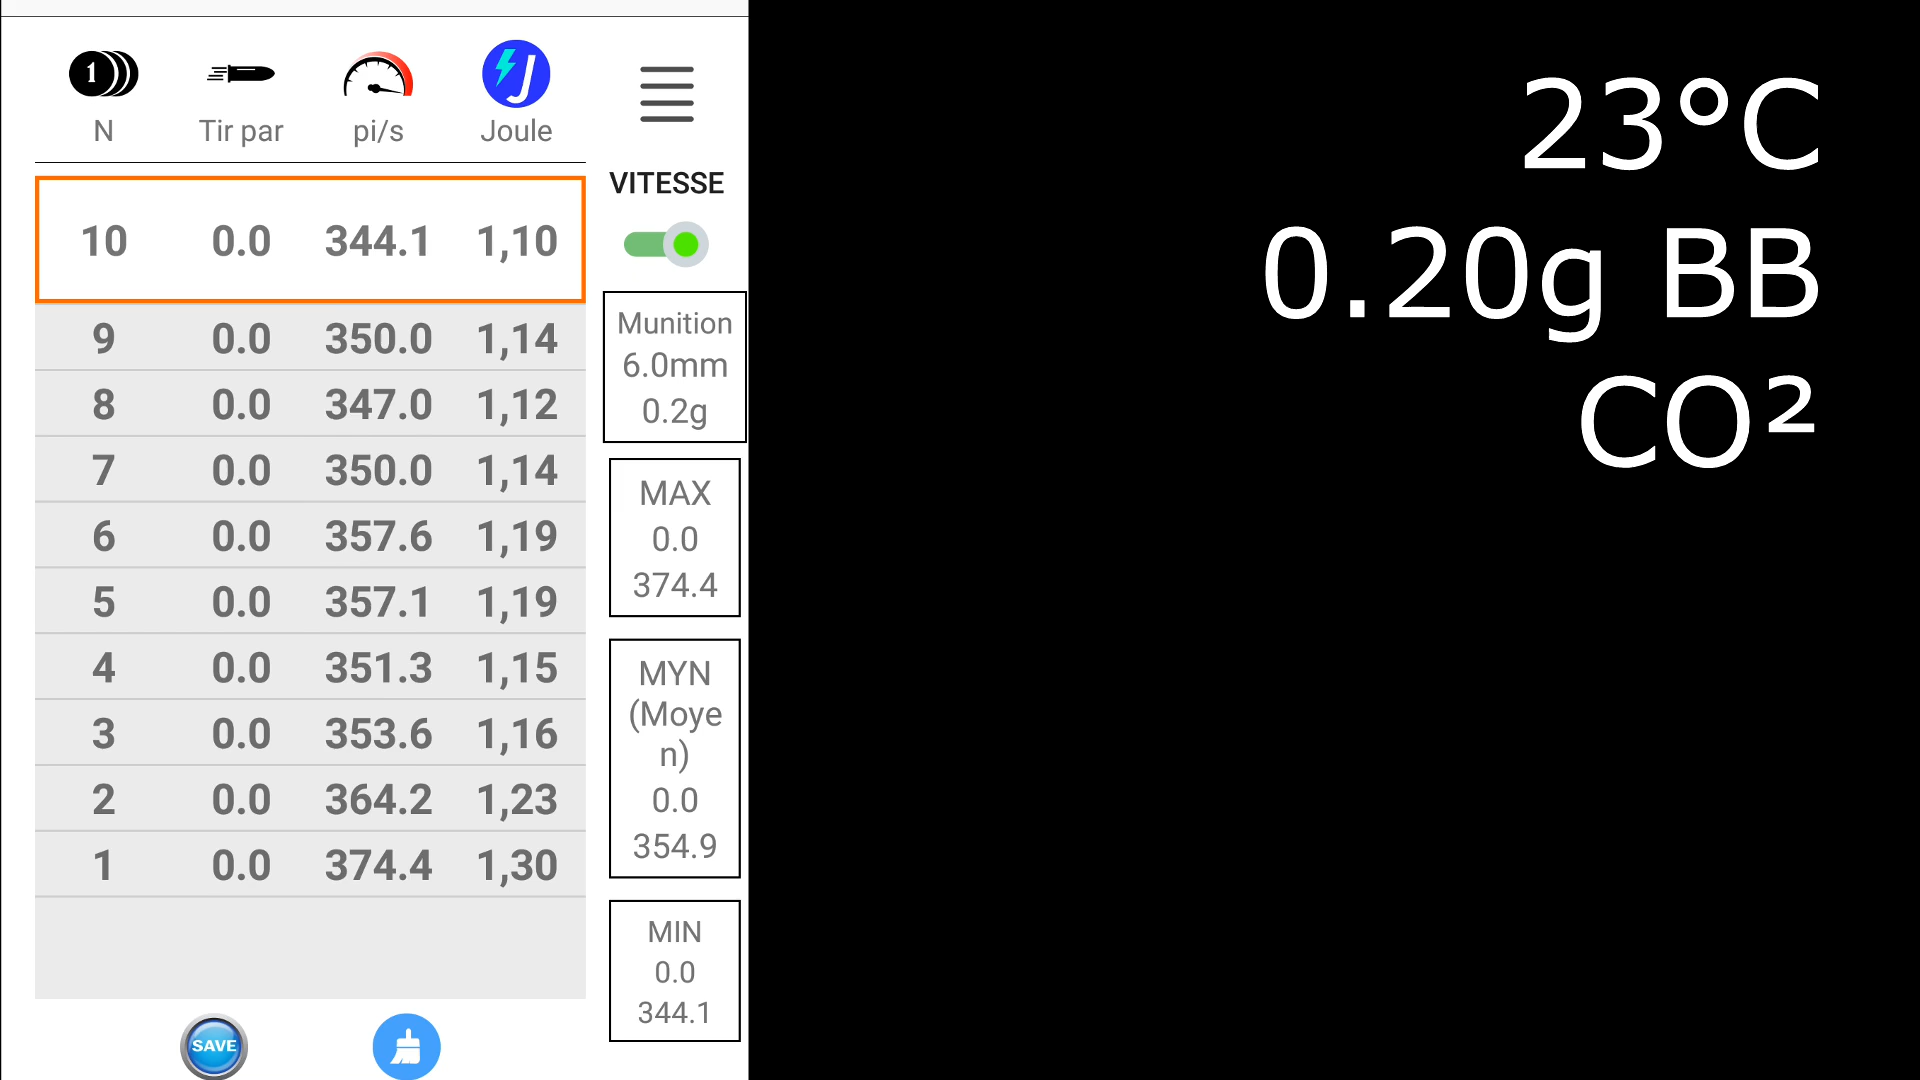 1
N Tir par pi/s Joule
10 0.0 344.1 1,10
9 0.0 350.0 1,14
8 0.0 347.0 1,12
7 0.0 350.0 1,14
6 0.0 357.6 1,19
5 0.0 357.1 1,19
4 0.0 351.3 1,15
3 0.0 353.6 1,16
2 0.0 364.2 1,23
1 0.0 374.4 1,30
SAVE
VITESSE
Munition
6.0mm
0.2g
MAX
0.0
374.4
MYN
(Moye
n)
0.0
354.9
MIN
0.0
344.1
23°C
0.20g BB
CO²